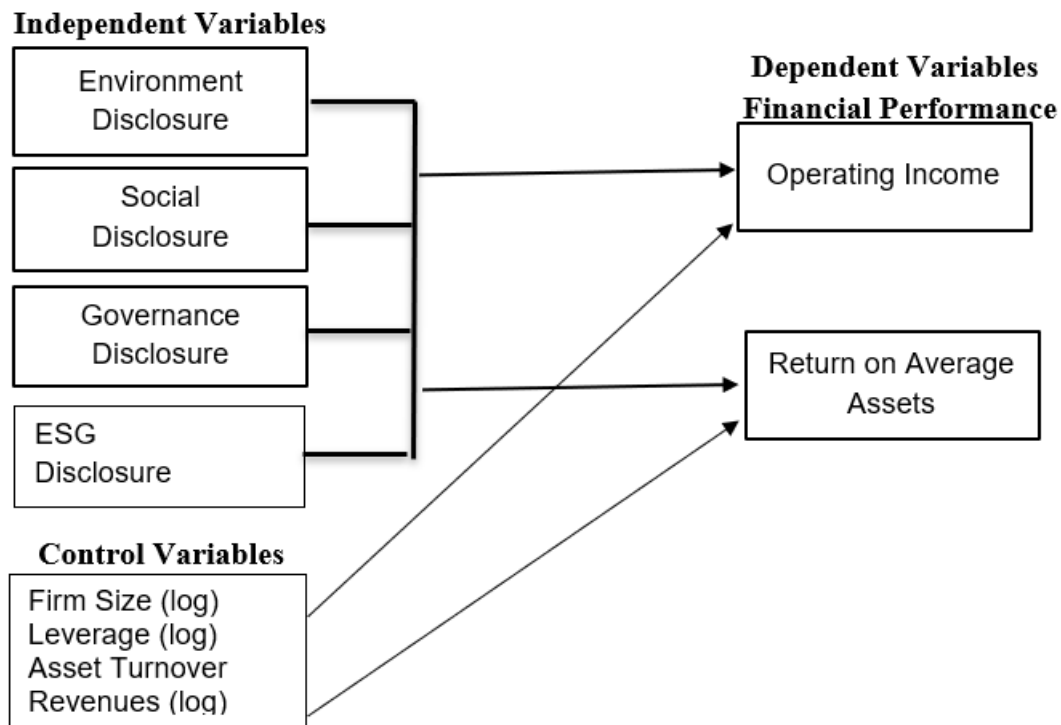 Independent Variables
Environment
Disclosure
Social
Disclosure
Governance
Disclosure
ESG
Disclosure
Control Variables
Firm Size (log)
Leverage (log)
Asset Turnover
Revenues (log)
Dependent Variables
Financial Performance
Operating Income
Return on Average
Assets